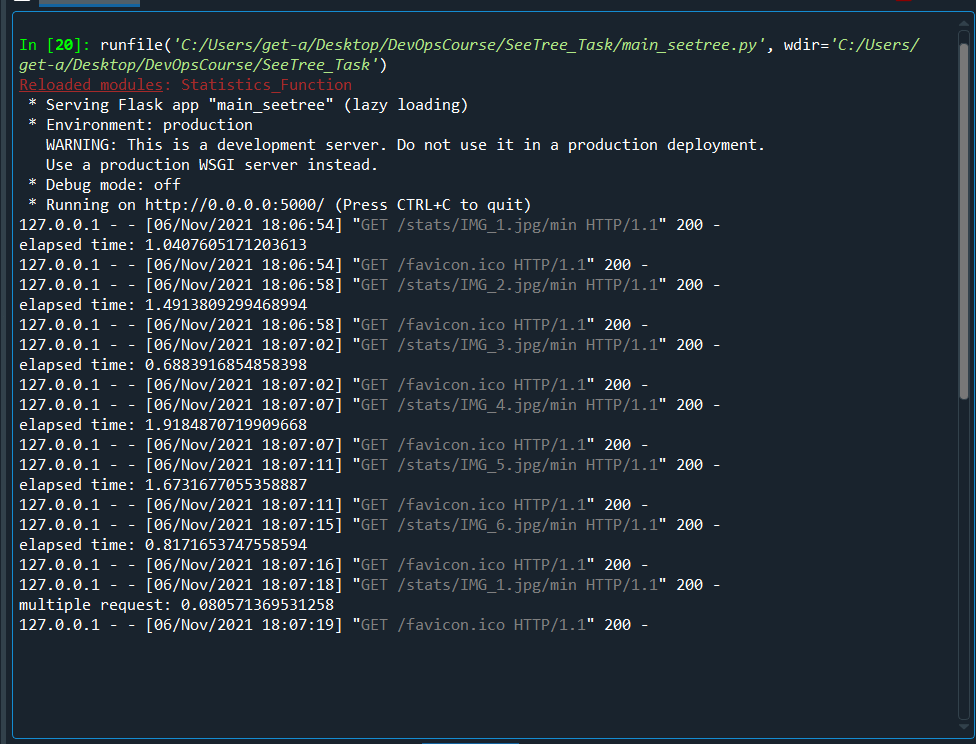 In [20]: runfile('C:/Users/get-a/Desktop/DevOpsCourse/SeeTree_Task/main_seetree.py', wdir='C:/Users/
get-a/Desktop/DevOpsCourse/SeeTree_Task')
Reloaded modules: Statistics_Function
 * Serving Flask app "main_seetree" (lazy loading)
 * Environment: production
   WARNING: This is a development server. Do not use it in a production deployment.
   Use a production WSGI server instead.
 * Debug mode: off
 * Running on http://0.0.0.0:5000/ (Press CTRL+C to quit)
127.0.0.1 - - [06/Nov/2021 18:06:54] "GET /stats/IMG_1.jpg/min HTTP/1.1" 200 -
elapsed time: 1.0407605171203613
127.0.0.1 - - [06/Nov/2021 18:06:54] "GET /favicon.ico HTTP/1.1" 200 -
127.0.0.1 - - [06/Nov/2021 18:06:58] "GET /stats/IMG_2.jpg/min HTTP/1.1" 200 -
elapsed time: 1.4913809299468994
127.0.0.1 - - [06/Nov/2021 18:06:58] "GET /favicon.ico HTTP/1.1" 200 -
127.0.0.1 - - [06/Nov/2021 18:07:02] "GET /stats/IMG_3.jpg/min HTTP/1.1" 200 -
elapsed time: 0.6883916854858398
127.0.0.1 - - [06/Nov/2021 18:07:02] "GET /favicon.ico HTTP/1.1" 200 -
127.0.0.1 - - [06/Nov/2021 18:07:07] "GET /stats/IMG_4.jpg/min HTTP/1.1" 200 -
elapsed time: 1.9184870719909668
127.0.0.1 - - [06/Nov/2021 18:07:07] "GET /favicon.ico HTTP/1.1" 200 -
127.0.0.1 - - [06/Nov/2021 18:07:11] "GET /stats/IMG_5.jpg/min HTTP/1.1" 200 -
elapsed time: 1.6731677055358887
127.0.0.1 - - [06/Nov/2021 18:07:11] "GET /favicon.ico HTTP/1.1" 200 -
127.0.0.1 - - [06/Nov/2021 18:07:15] "GET /stats/IMG_6.jpg/min HTTP/1.1" 200 -
elapsed time: 0.8171653747558594
127.0.0.1 - - [06/Nov/2021 18:07:16] "GET /favicon.ico HTTP/1.1" 200 -
127.0.0.1 - - [06/Nov/2021 18:07:18] "GET /stats/IMG_1.jpg/min HTTP/1.1" 200 -
multiple request: 0.080571369531258
127.0.0.1 - - [06/Nov/2021 18:07:19] "GET /favicon.ico HTTP/1.1" 200 -